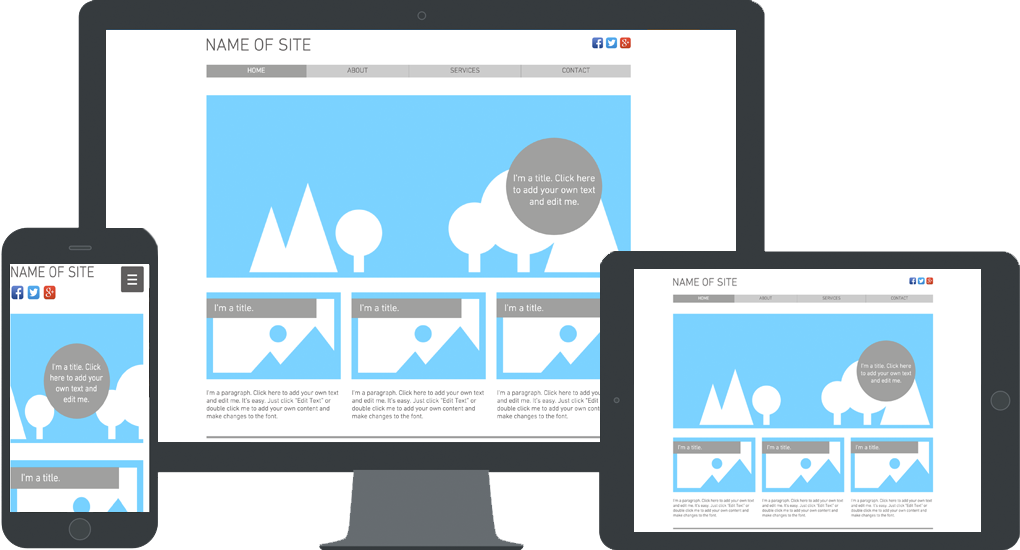 NAME OF SITE
HOME ABOUT SERVICES CONTACT
I'm a title. Click here
to add your own text
and edit me.
I'm a title.
I'm a title.
I'm a title.
I'm a paragraph. Click here to add your own text
and edit me. It's easy. Just click "Edit Text" or
double click me to add your own content and
make changes to the font.
I'm a paragraph. Click here to add your own text
and edit me. It's easy. Just click "Edit Text" or
double click me to add your own content and
make changes to the font.
I'm a paragraph. Click here to add
and edit me. It's easy. Just click "E
double click me to add your own co
make changes to the font.
NAME OF SITE
I'm a title. Click
here to add your
own text and
edit me.
I'm a title.
NAME OF SITE
HOME ABOUT SERVICES CONTACT
I'm a title. Click here
to add your own text
and edit me.
I'm a title.
I'm a title.
I'm a title.
I'm a paragraph. Click here to add your own text
and edit me. It's easy. Just click "Edit Text" or
double click me to add your own content and
make changes to the font.
I'm a paragraph. Click here to add your own text
and edit me. It's easy. Just click "Edit Text" or
double click me to add your own content and
make changes to the font.
I'm a paragraph. Click here to add your own text
and edit me. It's easy. Just click "Edit Text" or
double click me to add your own content and
make changes to the font.